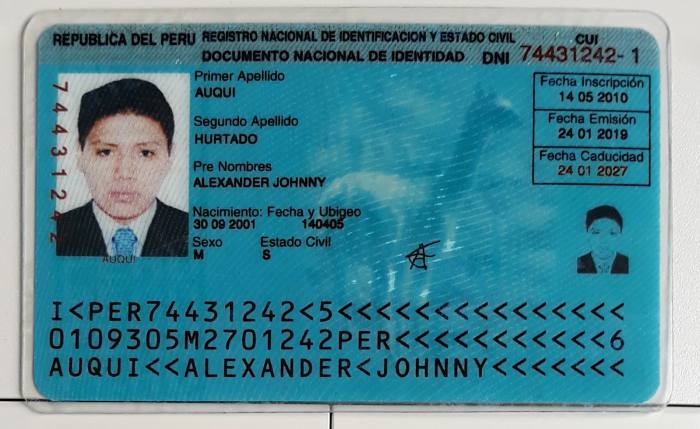 REPUBLICA DEL PERU REGISTRO NACIONAL DE IDENTIFICACION Y ESTADO CIVIL CUI
DOCUMENTO NACIONAL DE IDENTIDAD DNI 74431242-1
74431242
Primer Apellido
AUQUI
Segundo Apellido
HURTADO
Pre Nombres
ALEXANDER JOHNNY
Nacimiento: Fecha y Ubigeo
30 09 2001 140405
Sexo Estado Civil
M S
Fecha Inscripción
14 05 2010
Fecha Emisión
24 01 2019
Fecha Caducidad
24 01 2027
AUQUI
I<PER74431242<5<<<<<<<<<<<<<<<
0109305M2701242PER<<<<<<<<<<<6
AUQUI<<ALEXANDER<JOHNNY<<<<<<<